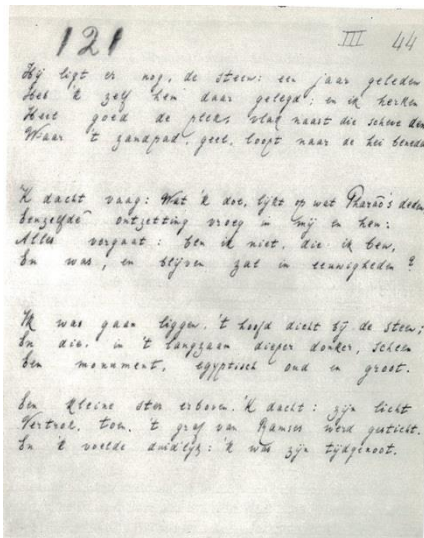 121 III 44
Hij ligt er nog, de steen: een jaar geleden
Heb 'k zelf hem daar gelegd; en ik herken
Heel goed de plek, vlak naast die scheve den
Waar 't zandpad, geel, loopt naar de hei beneden
'K dacht vaag: Wat 'k doe, lijkt op wat Pharao's deden
Eenzelfde ontzetting vroeg in mij en hen:
Alles vergaat: ben ik niet, die ik ben,
En was, en blijven zal in eeuwigheden?
Ik was gaan liggen, 't hoofd dicht bij de steen;
En die, in 't langzaam dieper donker, scheen
Een monument, egyptisch oud en groot.
Een kleine ster erboven. 'K dacht: zijn licht
Vertrok, toen 't graf van Ramses werd gesticht.
En 'k voelde duidlijk: 'k was zijn tijdgenoot.